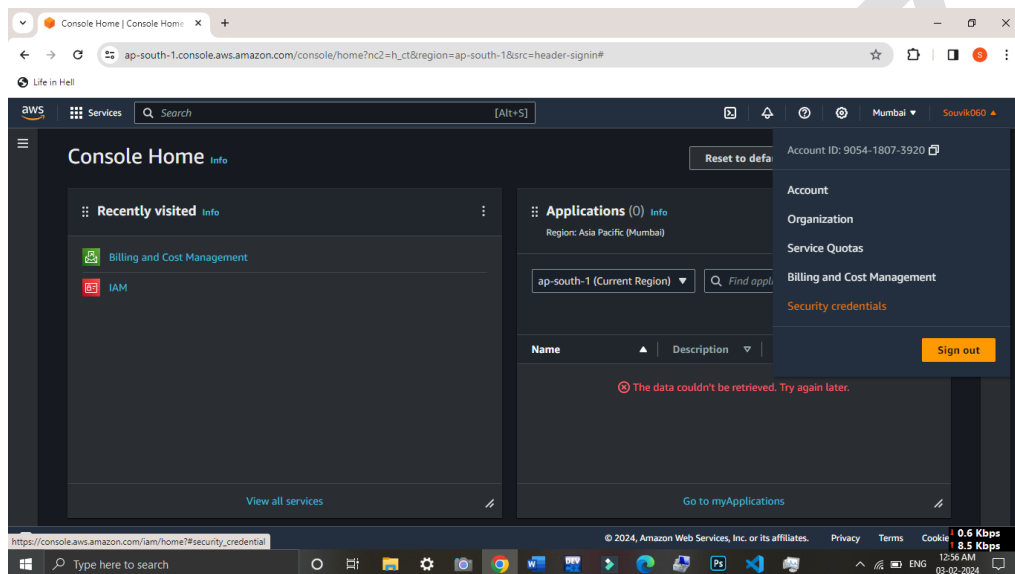 Console Home | Console Home
ap-south-1.console.aws.amazon.com/console/home?nc2=h_ct&region=ap-south-1&src=header-signin#
S
Life in Hell
aws
Services
Search
[Alt+S]
Mumbai
Souvik060
Console Home Info
Reset to defa
Account ID: 9054-1807-3920
Account
Organization
Service Quotas
Billing and Cost Management
Security credentials
Sign out
Recently visited Info
Billing and Cost Management
IAM
View all services
Applications (0) Info
Region: Asia Pacific (Mumbai)
ap-south-1 (Current Region)
Find appli
Name
Description
The data couldn't be retrieved. Try again later.
Go to myApplications
https://console.aws.amazon.com/iam/home?#security_credential
© 2024, Amazon Web Services, Inc. or its affiliates.
Privacy
Terms
Cookie
0.6 Kbps
8.5 Kbps
Type here to search
W
DEV
Ps
ENG
12:56 AM
03-02-2024